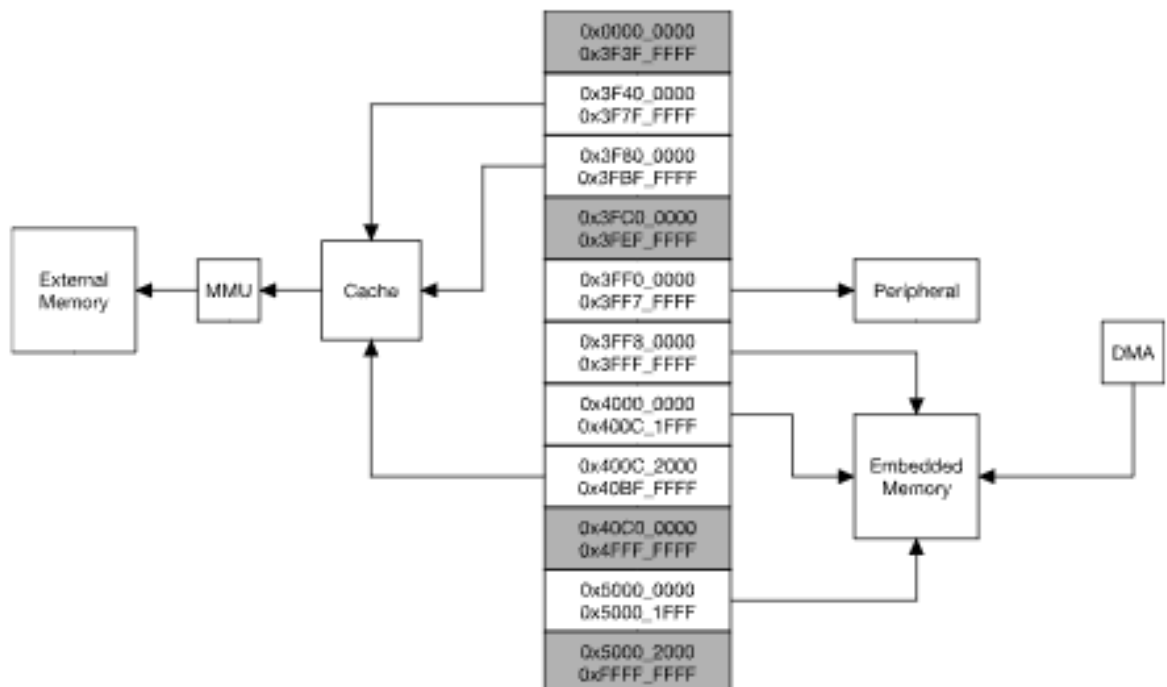 0x0000_0000
0x3F3F_FFFF
0x3F40_0000
0x3F7F_FFFF
0x3F80_0000
0x3FBF_FFFF
0x3FC0_0000
0x3FEF_FFFF
External
Memory
MMU
Cache
0x3FF0_0000
0x3FF7_FFFF
Peripheral
0x3FF8_0000
0x3FFF_FFFF
DMA
0x4000_0000
0x400C_1FFF
0x400C_2000
0x40BF_FFFF
Embedded
Memory
0x40C0_0000
0x4FFF_FFFF
0x5000_0000
0x5000_1FFF
0x5000_2000
0xFFFF_FFFF